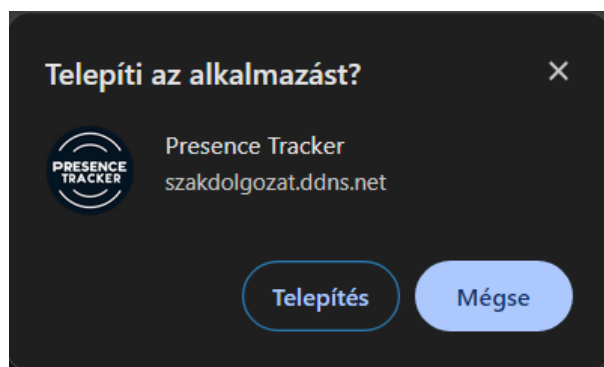 Telepíti az alkalmazást?
PRESENCE
TRACKER
Presence Tracker
szakdolgozat.ddns.net
Telepítés
Mégse